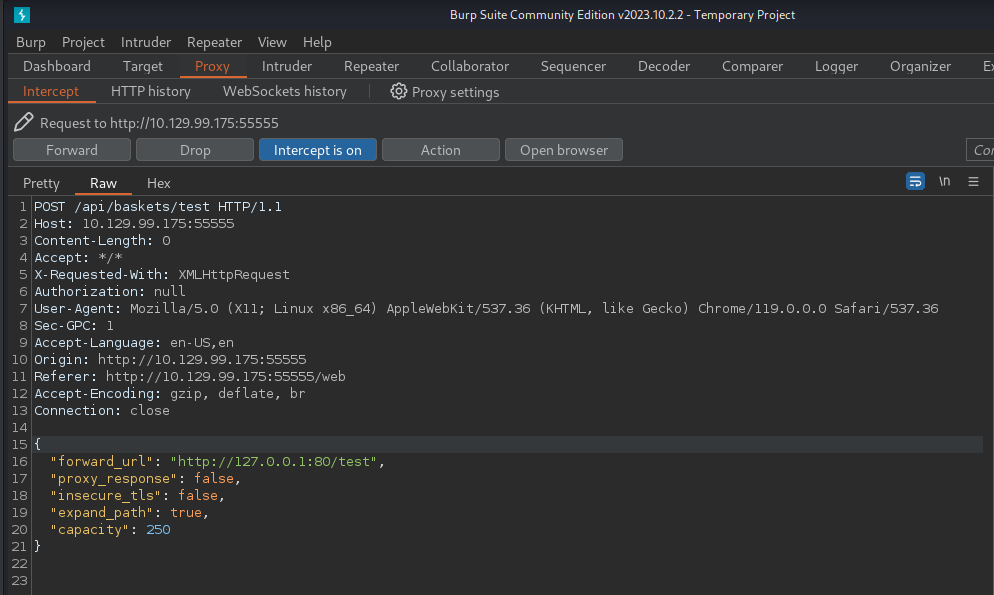 Burp Suite Community Edition v2023.10.2.2 - Temporary Project
Burp Project Intruder Repeater View Help
Dashboard Target Proxy Intruder Repeater Collaborator Sequencer Decoder Comparer Logger Organizer
Intercept HTTP history WebSockets history Proxy settings
Request to http://10.129.99.175:55555
Forward Drop Intercept is on Action Open browser
Pretty Raw Hex \n
1 POST /api/baskets/test HTTP/1.1
2 Host: 10.129.99.175:55555
3 Content-Length: 0
4 Accept: */*
5 X-Requested-With: XMLHttpRequest
6 Authorization: null
7 User-Agent: Mozilla/5.0 (X11; Linux x86_64) AppleWebKit/537.36 (KHTML, like Gecko) Chrome/119.0.0.0 Safari/537.36
8 Sec-GPC: 1
9 Accept-Language: en-US,en
10 Origin: http://10.129.99.175:55555
11 Referer: http://10.129.99.175:55555/web
12 Accept-Encoding: gzip, deflate, br
13 Connection: close
14
15 {
16 "forward_url": "http://127.0.0.1:80/test",
17 "proxy_response": false,
18 "insecure_tls": false,
19 "expand_path": true,
20 "capacity": 250
21 }
22
23